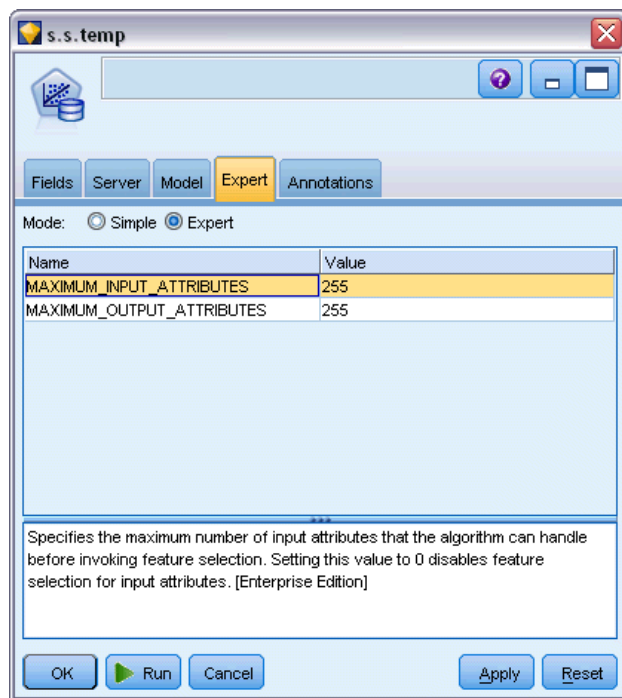 s.s.temp
?
Fields Server Model Expert Annotations
Mode: Simple Expert
Name Value
MAXIMUM_INPUT_ATTRIBUTES 255
MAXIMUM_OUTPUT_ATTRIBUTES 255
Specifies the maximum number of input attributes that the algorithm can handle
before invoking feature selection. Setting this value to 0 disables feature
selection for input attributes. [Enterprise Edition]
OK Run Cancel Apply Reset